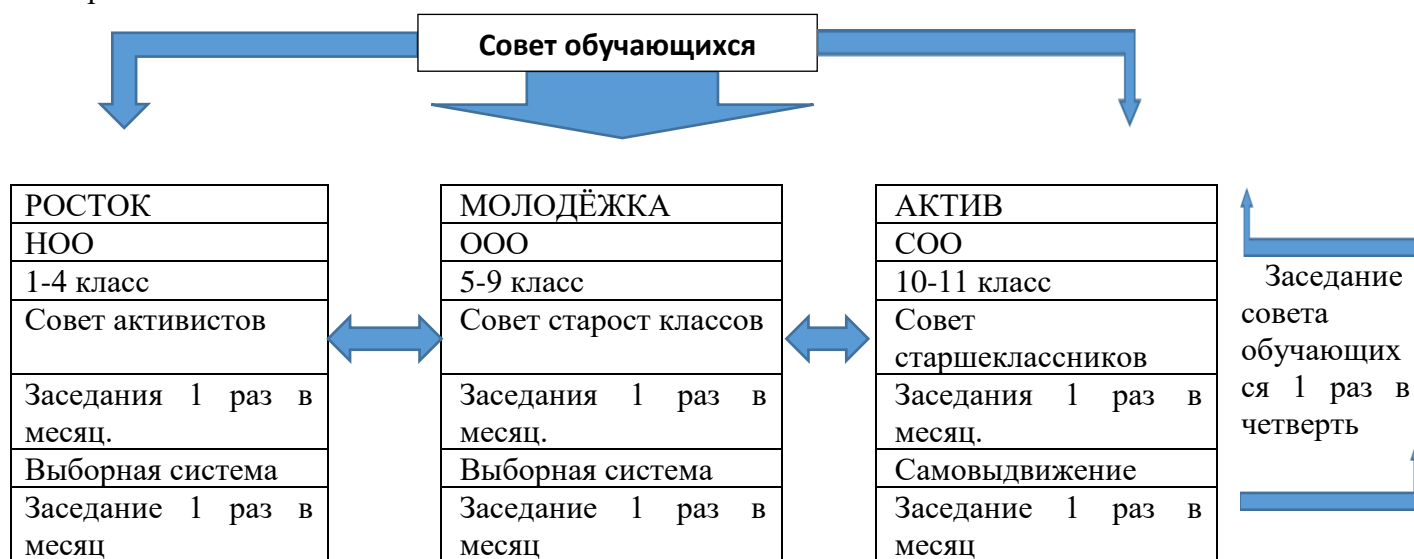 Совет обучающихся
РОСТОК
НОО
1-4 класс
Совет активистов
Заседания 1 раз в
месяц.
Выборная система
Заседание 1 раз в
месяц
МОЛОДЁЖКА
ООО
5-9 класс
Совет старост классов
Заседания 1 раз в
месяц.
Выборная система
Заседание 1 раз в
месяц
АКТИВ
СОО
10-11 класс
Совет
старшеклассников
Заседания 1 раз в
месяц.
Самовыдвижение
Заседание 1 раз в
месяц
Заседание
совета
обучающих
ся 1 раз в
четверть